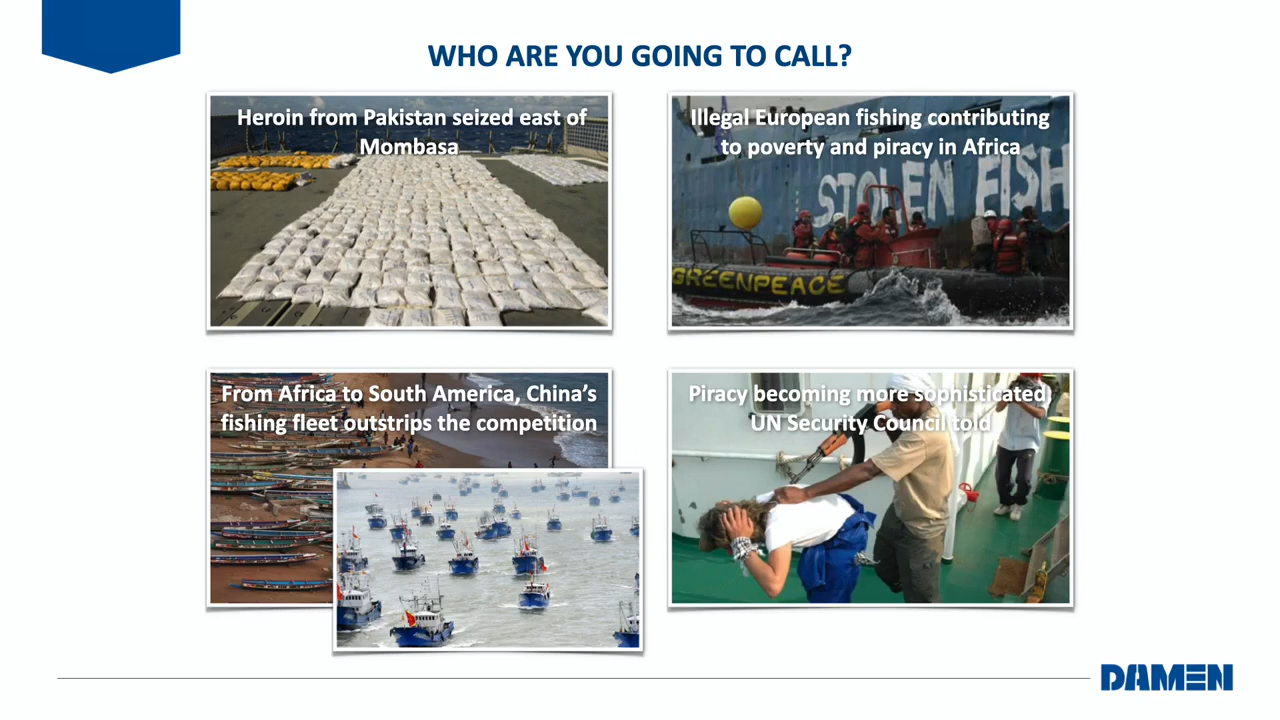 WHO ARE YOU GOING TO CALL?
Heroin from Pakistan seized east of
Mombasa
Illegal European fishing contributing
to poverty and piracy in Africa
STOLEN FISH
GREENPEACE
From Africa to South America, China's
fishing fleet outstrips the competition
Piracy becoming more sophisticated,
UN Security Council told
DAMEN